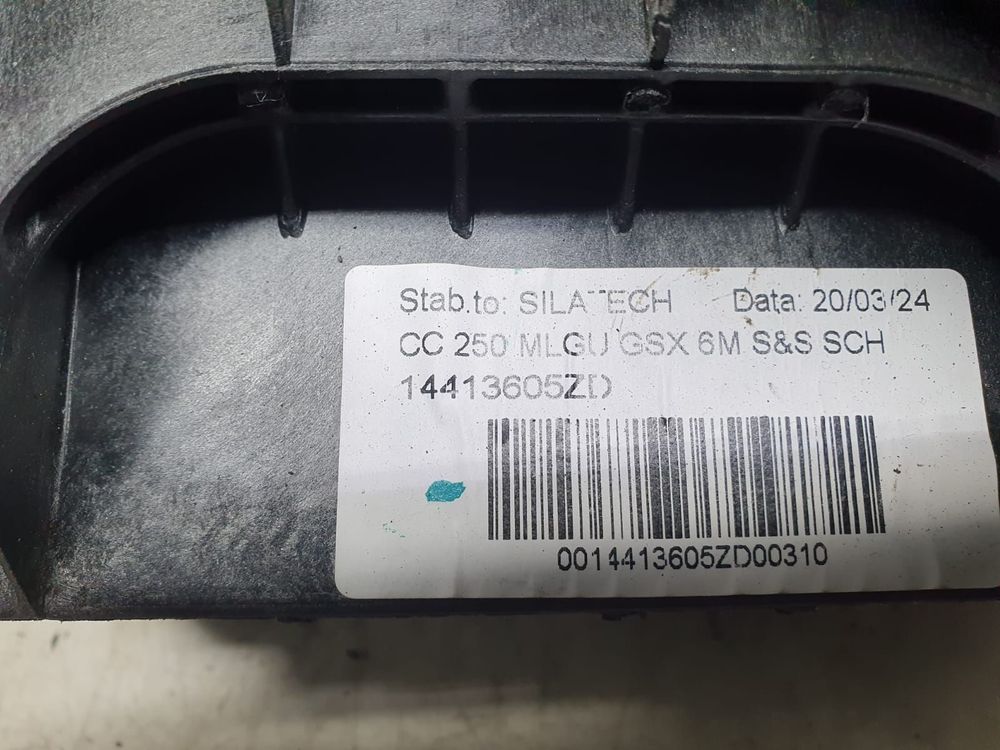 Stab.to: SILATECH Data: 20/03/24
CC 250 MLGU GSX 6M S&S SCH
14413605ZD
0014413605ZD00310